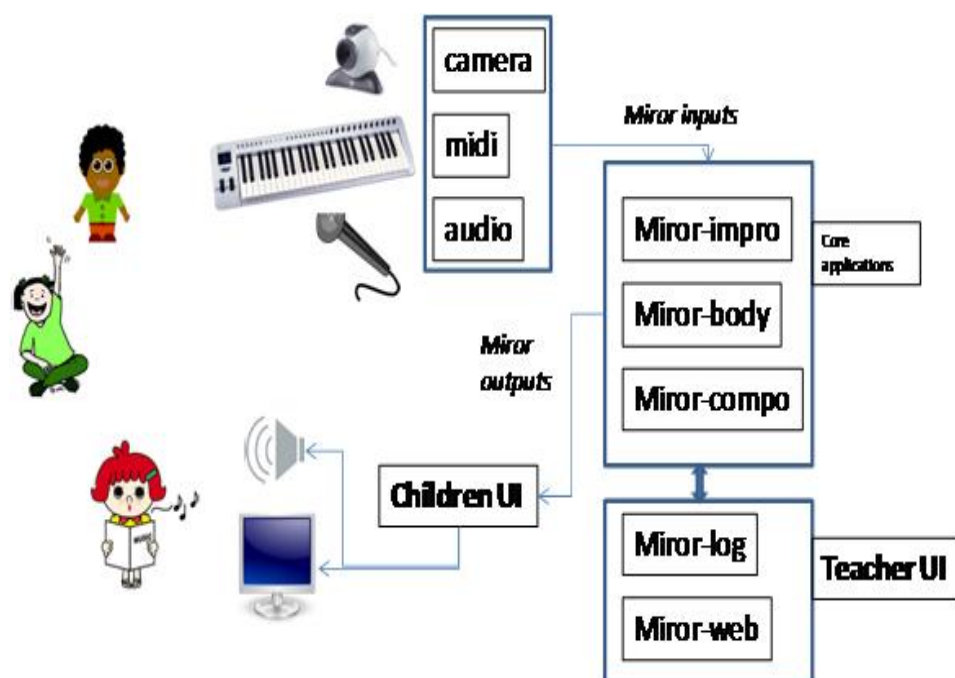 camera
midi
audio
Miror inputs
Miror-impro
Miror-body
Miror-compo
Core
applications
Miror
outputs
Children UI
Miror-log
Miror-web
Teacher UI
MUSIC